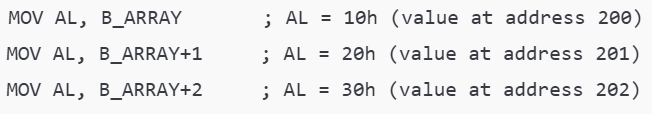 MOV AL, B_ARRAY ; AL = 10h (value at address 200)
MOV AL, B_ARRAY+1 ; AL = 20h (value at address 201)
MOV AL, B_ARRAY+2 ; AL = 30h (value at address 202)